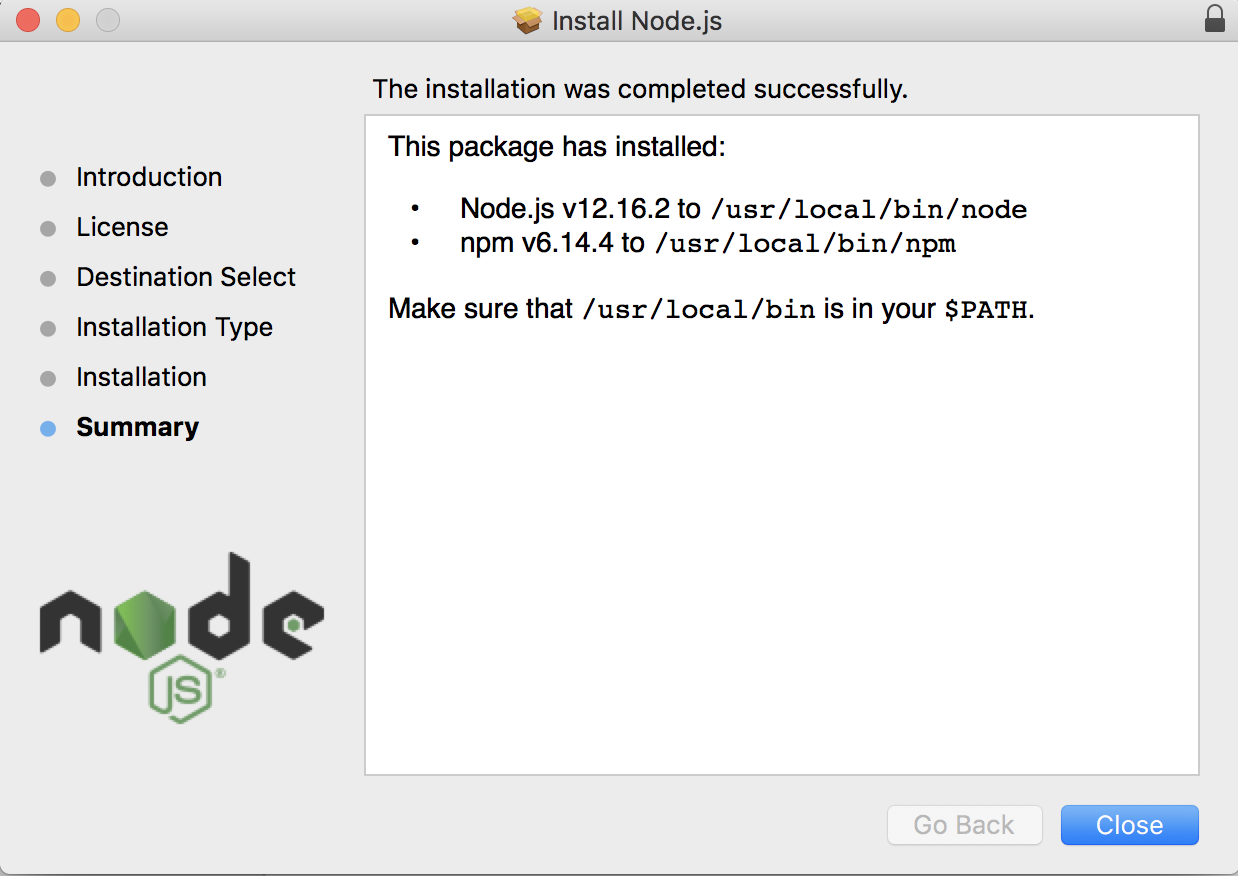 Install Node.js
The installation was completed successfully.
Introduction
License
Destination Select
Installation Type
Installation
Summary
This package has installed:
• Node.js v12.16.2 to /usr/local/bin/node
• npm v6.14.4 to /usr/local/bin/npm
Make sure that /usr/local/bin is in your $PATH.
node
JS®
Go Back
Close